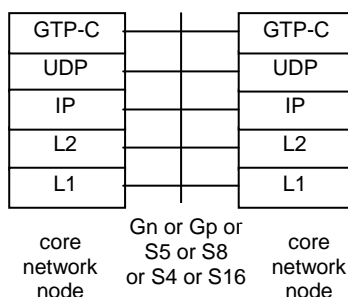 GTP-C GTP-C
UDP UDP
IP IP
L2 L2
L1 L1
Gn or Gp or
S5 or S8
or S4 or S16
core
network
node
core
network
node